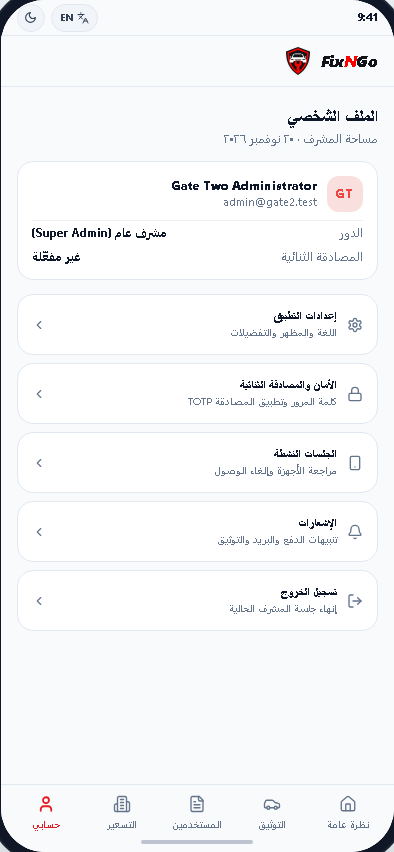 9:41
EN
FixNGo
الملف الشخصي
مساحة المشرف · ٢٠ نوفمبر ٢٠٢٦
GT
Gate Two Administrator
admin@gate2.test
الدور
مشرف عام (Super Admin)
المصادقة الثنائية
غير مفعّلة
إعدادات التطبيق
اللغة والمظهر والتفضيلات
الأمان والمصادقة الثنائية
كلمة المرور وتطبيق المصادقة TOTP
الجلسات النشطة
مراجعة الأجهزة وإلغاء الوصول
الإشعارات
تنبيهات الدفع والبريد والتوثيق
تسجيل الخروج
إنهاء جلسة المشرف الحالية
نظرة عامة
التوثيق
المستخدمين
التسعير
حسابي